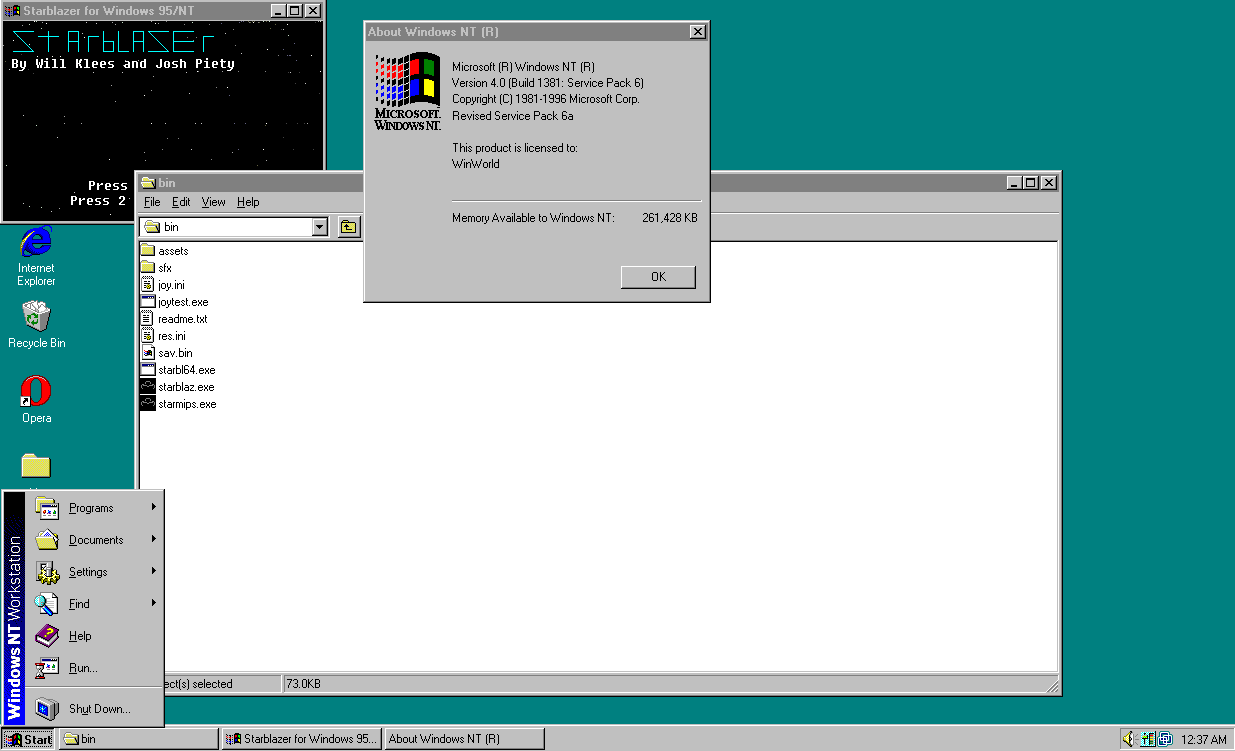 Starblazer for Windows 95/NT
StArbLAZEr
By Will Klees and Josh Piety
Press
Press 2
About Windows NT (R)
MICROSOFT.
WINDOWS NT.
Microsoft (R) Windows NT (R)
Version 4.0 (Build 1381: Service Pack 6)
Copyright (C) 1981-1996 Microsoft Corp.
Revised Service Pack 6a
This product is licensed to:
WinWorld
Memory Available to Windows NT: 261,428 KB
OK
bin
File Edit View Help
bin
assets
sfx
joy.ini
joytest.exe
readme.txt
res.ini
sav.bin
starbl64.exe
starblaz.exe
starmips.exe
ect(s) selected
73.0KB
Internet
Explorer
Recycle Bin
Opera
Windows NT Workstation
Programs
Documents
Settings
Find
Help
Run...
Shut Down...
Start
bin
Starblazer for Windows 95...
About Windows NT (R)
12:37 AM